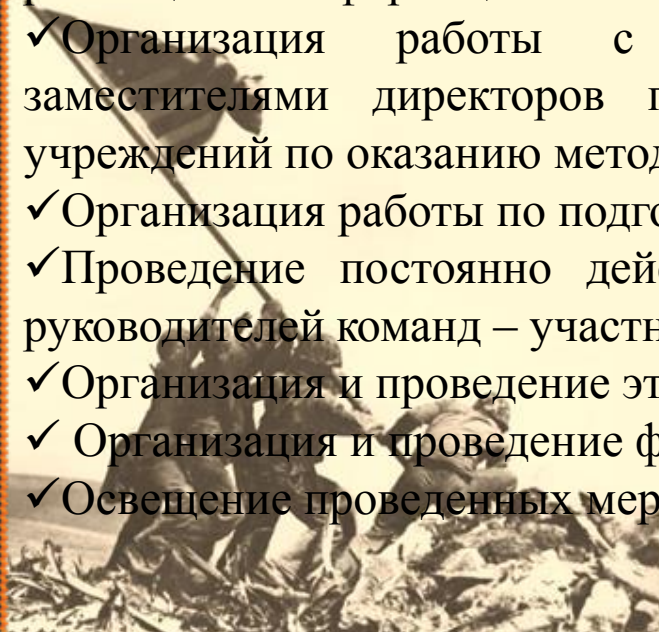 ✓Организация работы с
заместителями директоров
учреждений по оказанию метод
✓Организация работы по подго
✓Проведение постоянно дей
руководителей команд – участн
✓Организация и проведение эт
✓ Организация и проведение ф
✓Освещение проведенных мер